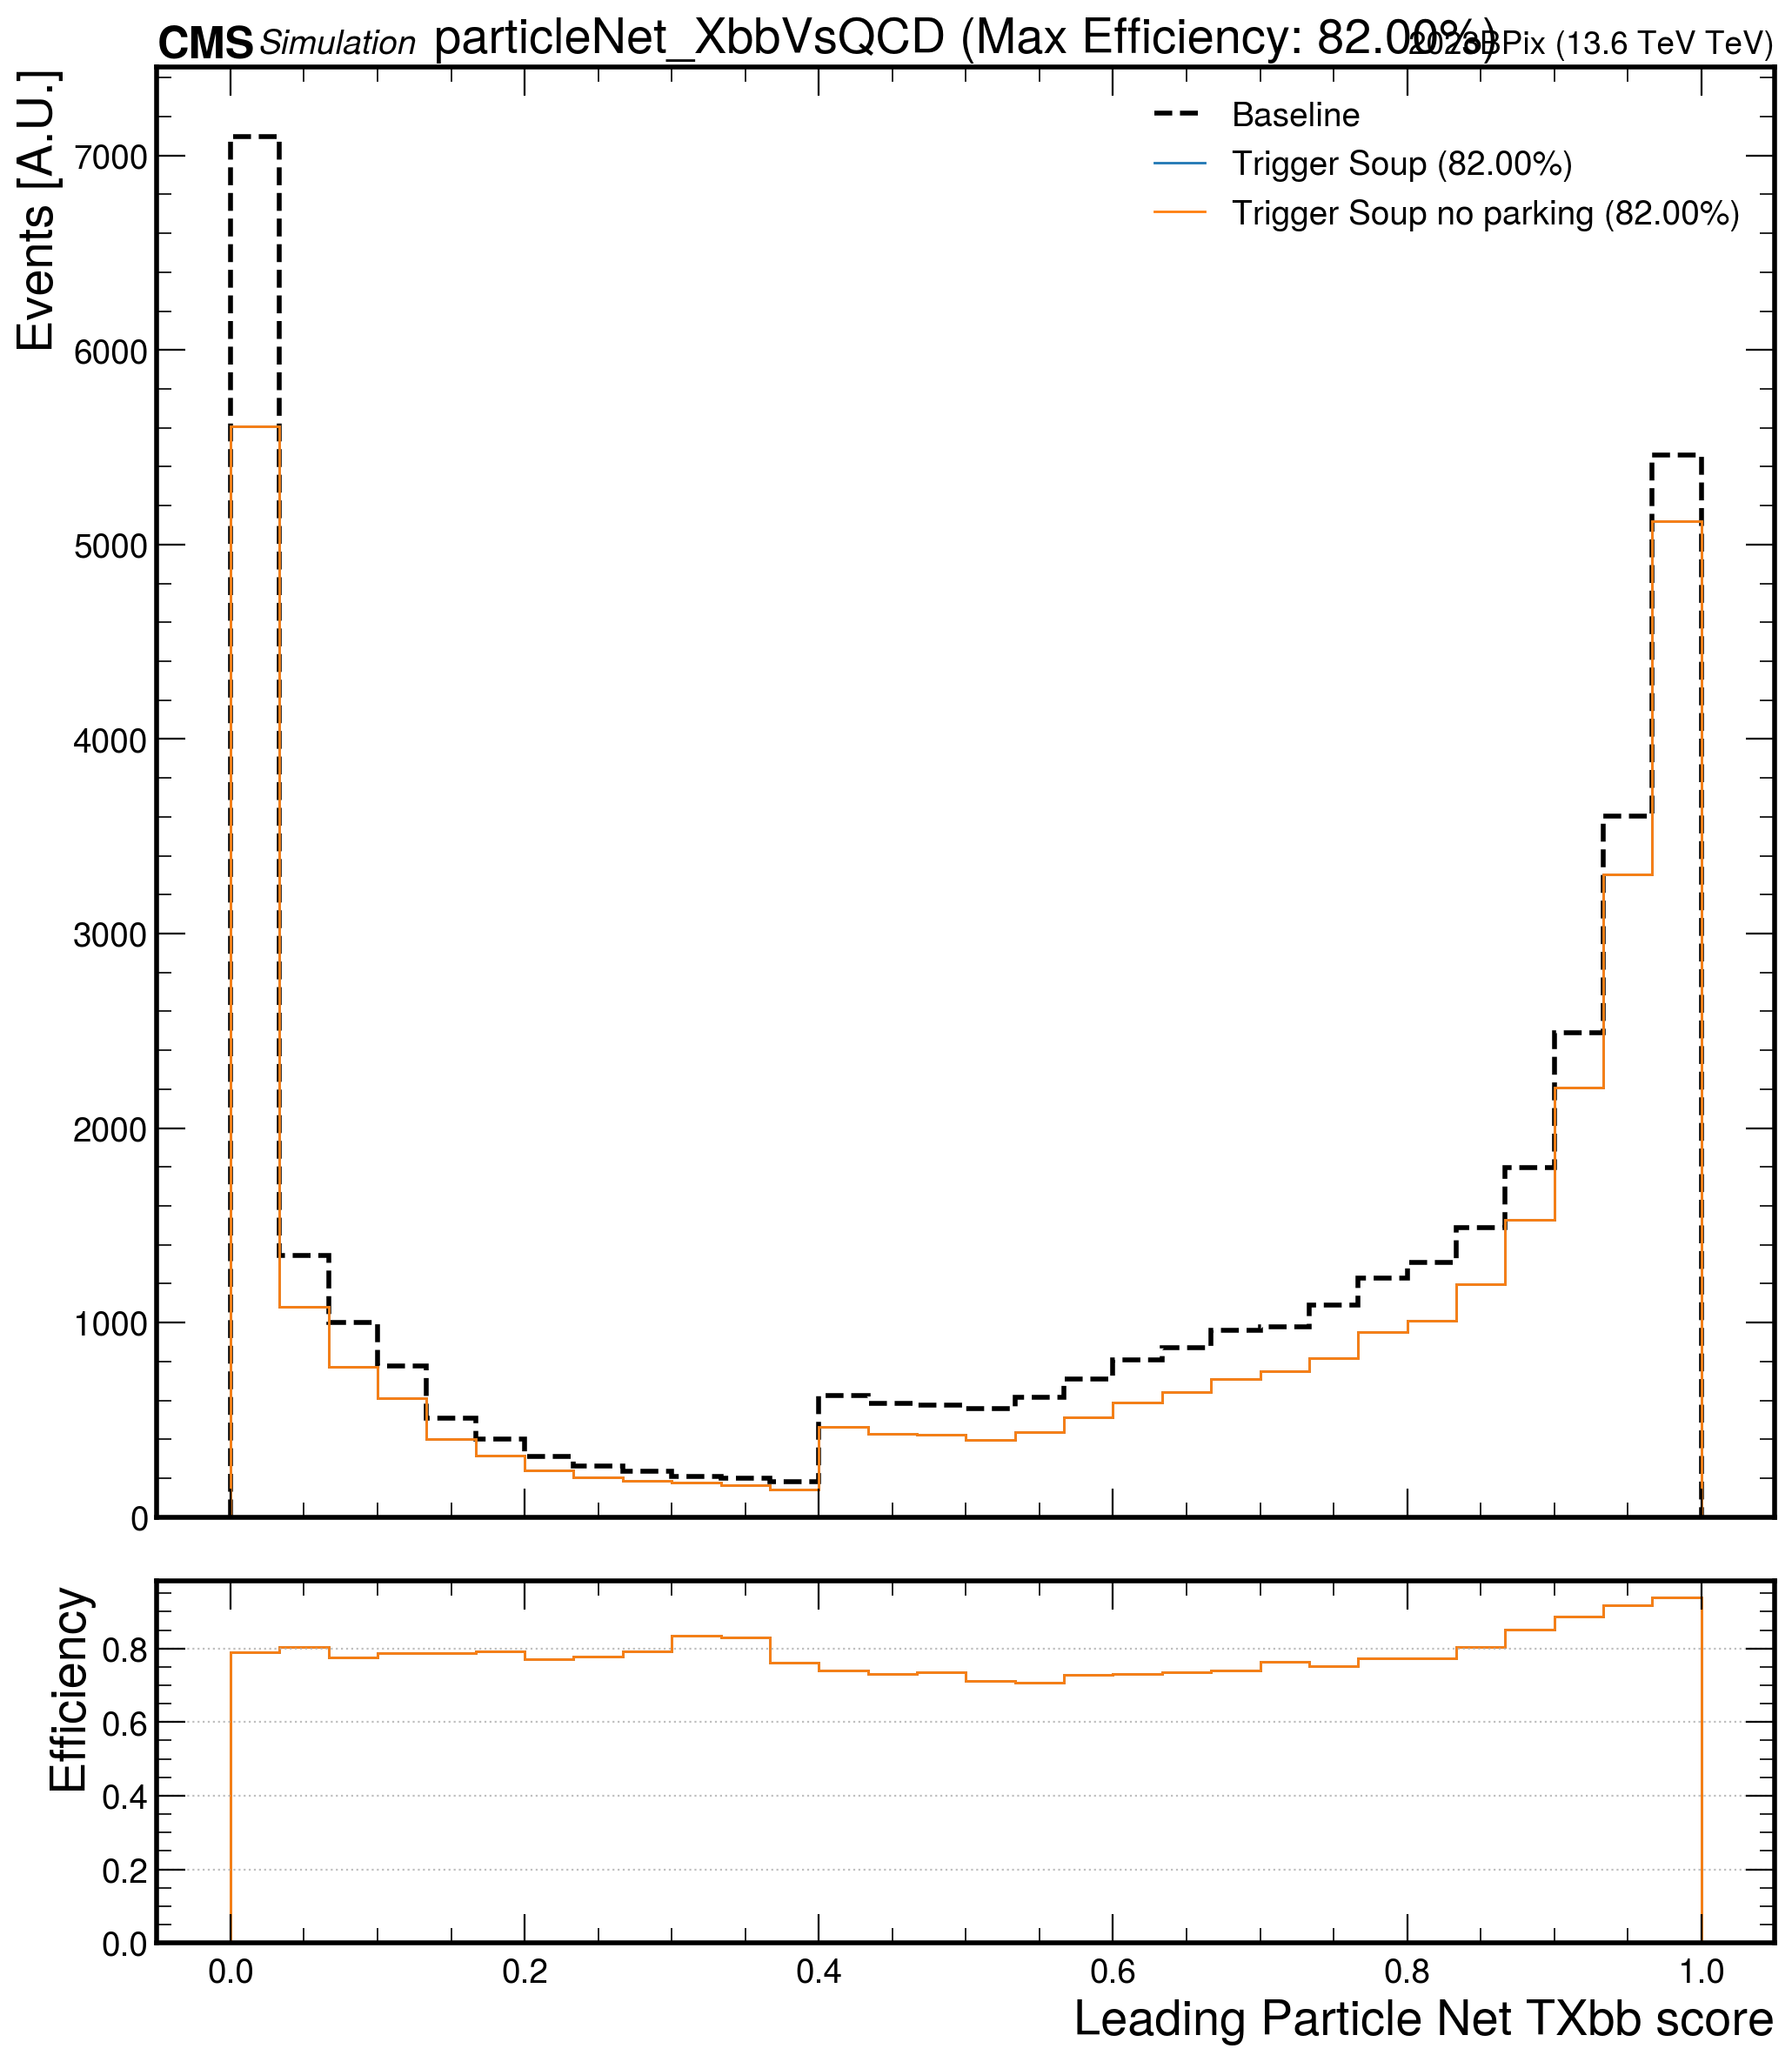 CMS Simulation particleNet_XbbVsQCD (Max Efficiency: 82.00%) 2023BPix (13.6 TeV TeV)
Events [A.U.]
Baseline
Trigger Soup (82.00%)
Trigger Soup no parking (82.00%)
7000
6000
5000
4000
3000
2000
1000
0
Efficiency
0.8
0.6
0.4
0.2
0.0
0.0 0.2 0.4 0.6 0.8 1.0
Leading Particle Net TXbb score